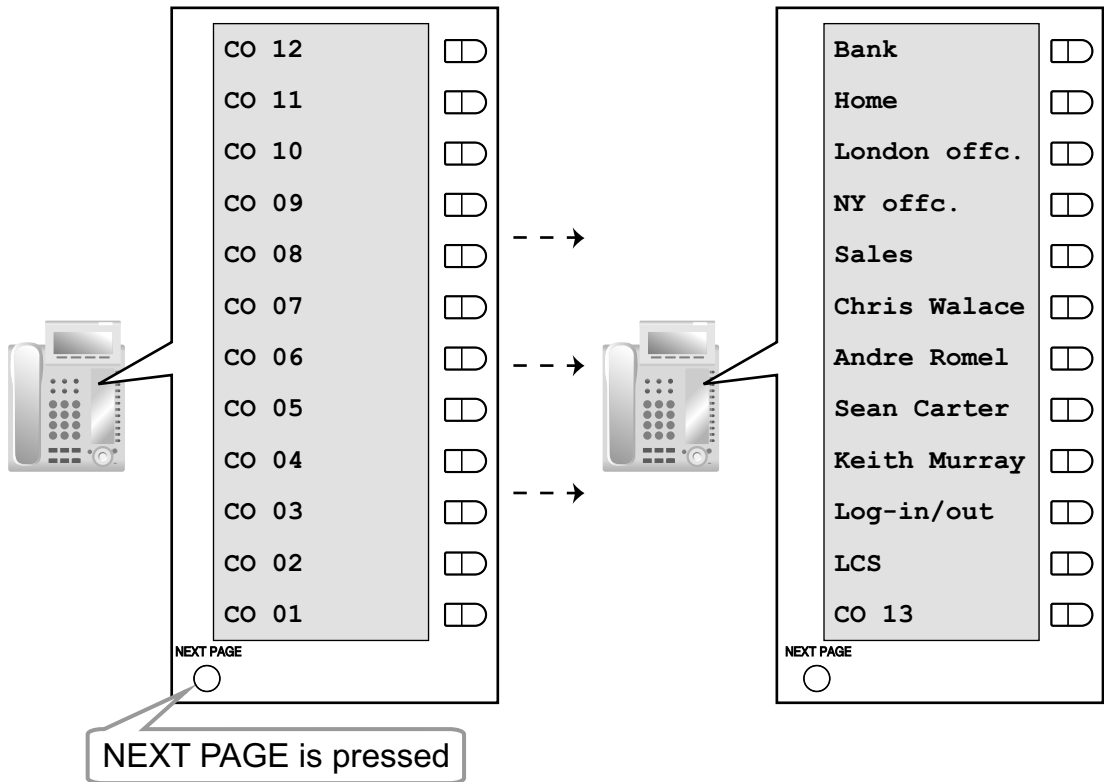 CO 12
CO 11
CO 10
CO 09
CO 08
CO 07
CO 06
CO 05
CO 04
CO 03
CO 02
CO 01
NEXT PAGE
NEXT PAGE is pressed
Bank
Home
London offc.
NY offc.
Sales
Chris Walace
Andre Romel
Sean Carter
Keith Murray
Log-in/out
LCS
CO 13
NEXT PAGE